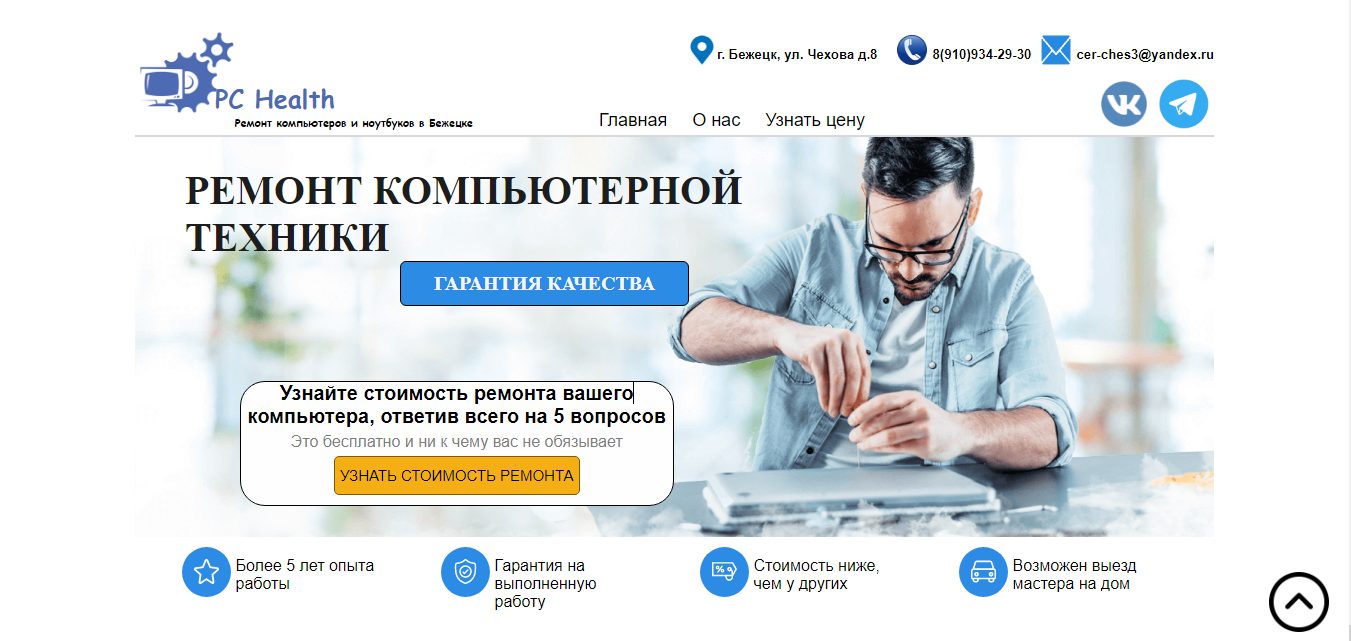 г. Бежецк, ул. Чехова д.8
8(910)934-29-30
cer-ches3@yandex.ru
PC Health
Ремонт компьютеров и ноутбуков в Бежецке
Главная О нас Узнать цену
РЕМОНТ КОМПЬЮТЕРНОЙ
ТЕХНИКИ
ГАРАНТИЯ КАЧЕСТВА
Узнайте стоимость ремонта вашего
компьютера, ответив всего на 5 вопросов
Это бесплатно и ни к чему вас не обязывает
УЗНАТЬ СТОИМОСТЬ РЕМОНТА
Более 5 лет опыта
работы
Гарантия на
выполненную
работу
Стоимость ниже,
чем у других
Возможен выезд
мастера на дом